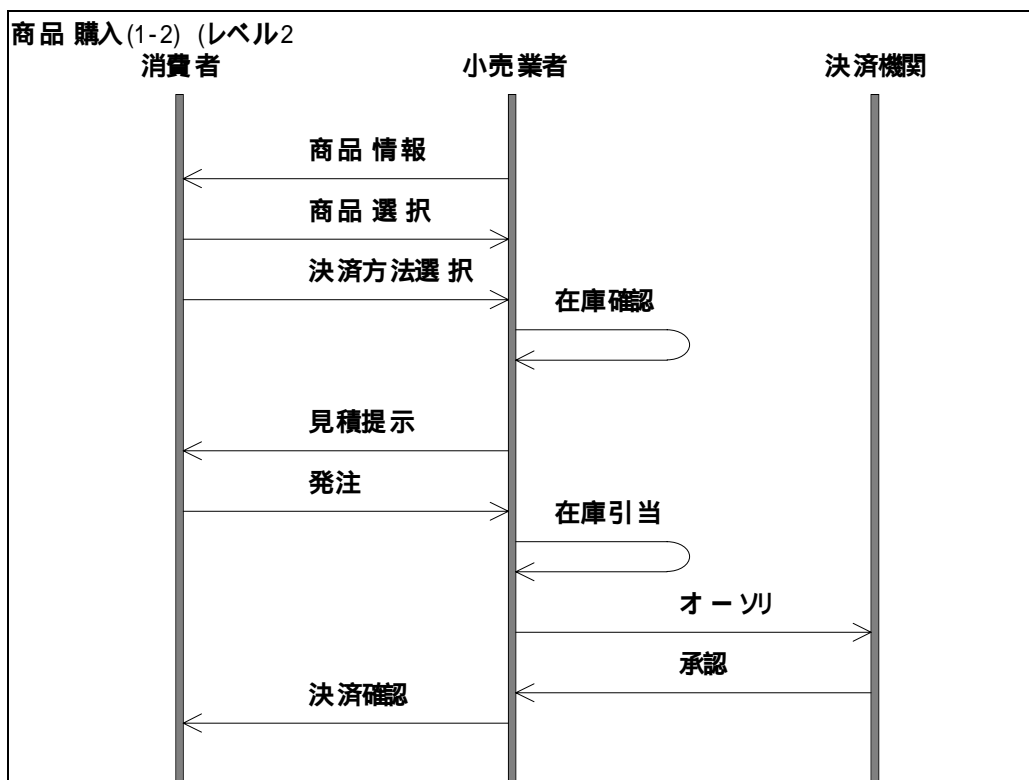 商品購入(1-2) (レベル2
消費者 小売業者 決済機関
商品情報
商品選択
決済方法選択
在庫確認
見積提示
発注
在庫引当
オーソリ
承認
決済確認